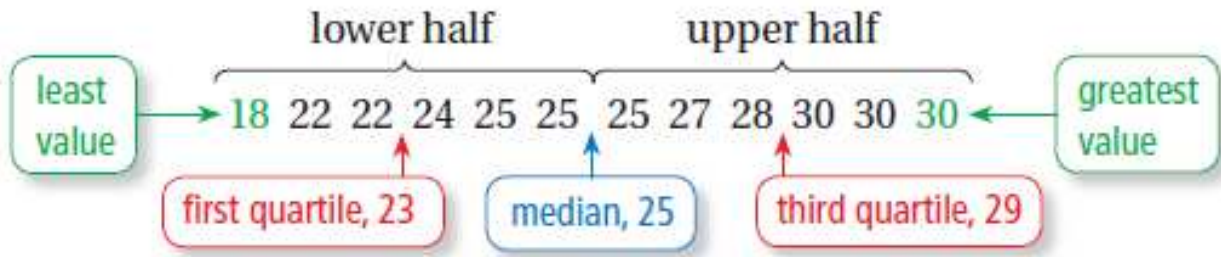 lower half upper half
least value
18 22 22 24 25 25 25 27 28 30 30 30
greatest value
first quartile, 23
median, 25
third quartile, 29